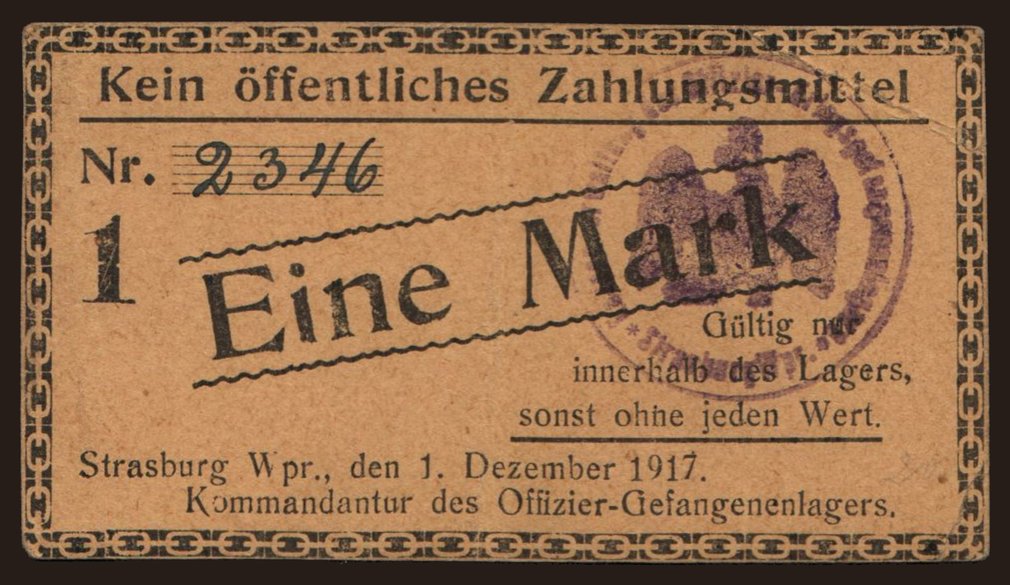 Kein öffentliches Zahlungsmittel
Nr. 2346
1
Eine Mark
Gültig nur
innerhalb des Lagers,
sonst ohne jeden Wert.
Strasburg Wpr., den 1. Dezember 1917.
Kommandantur des Offizier-Gefangenenlagers.